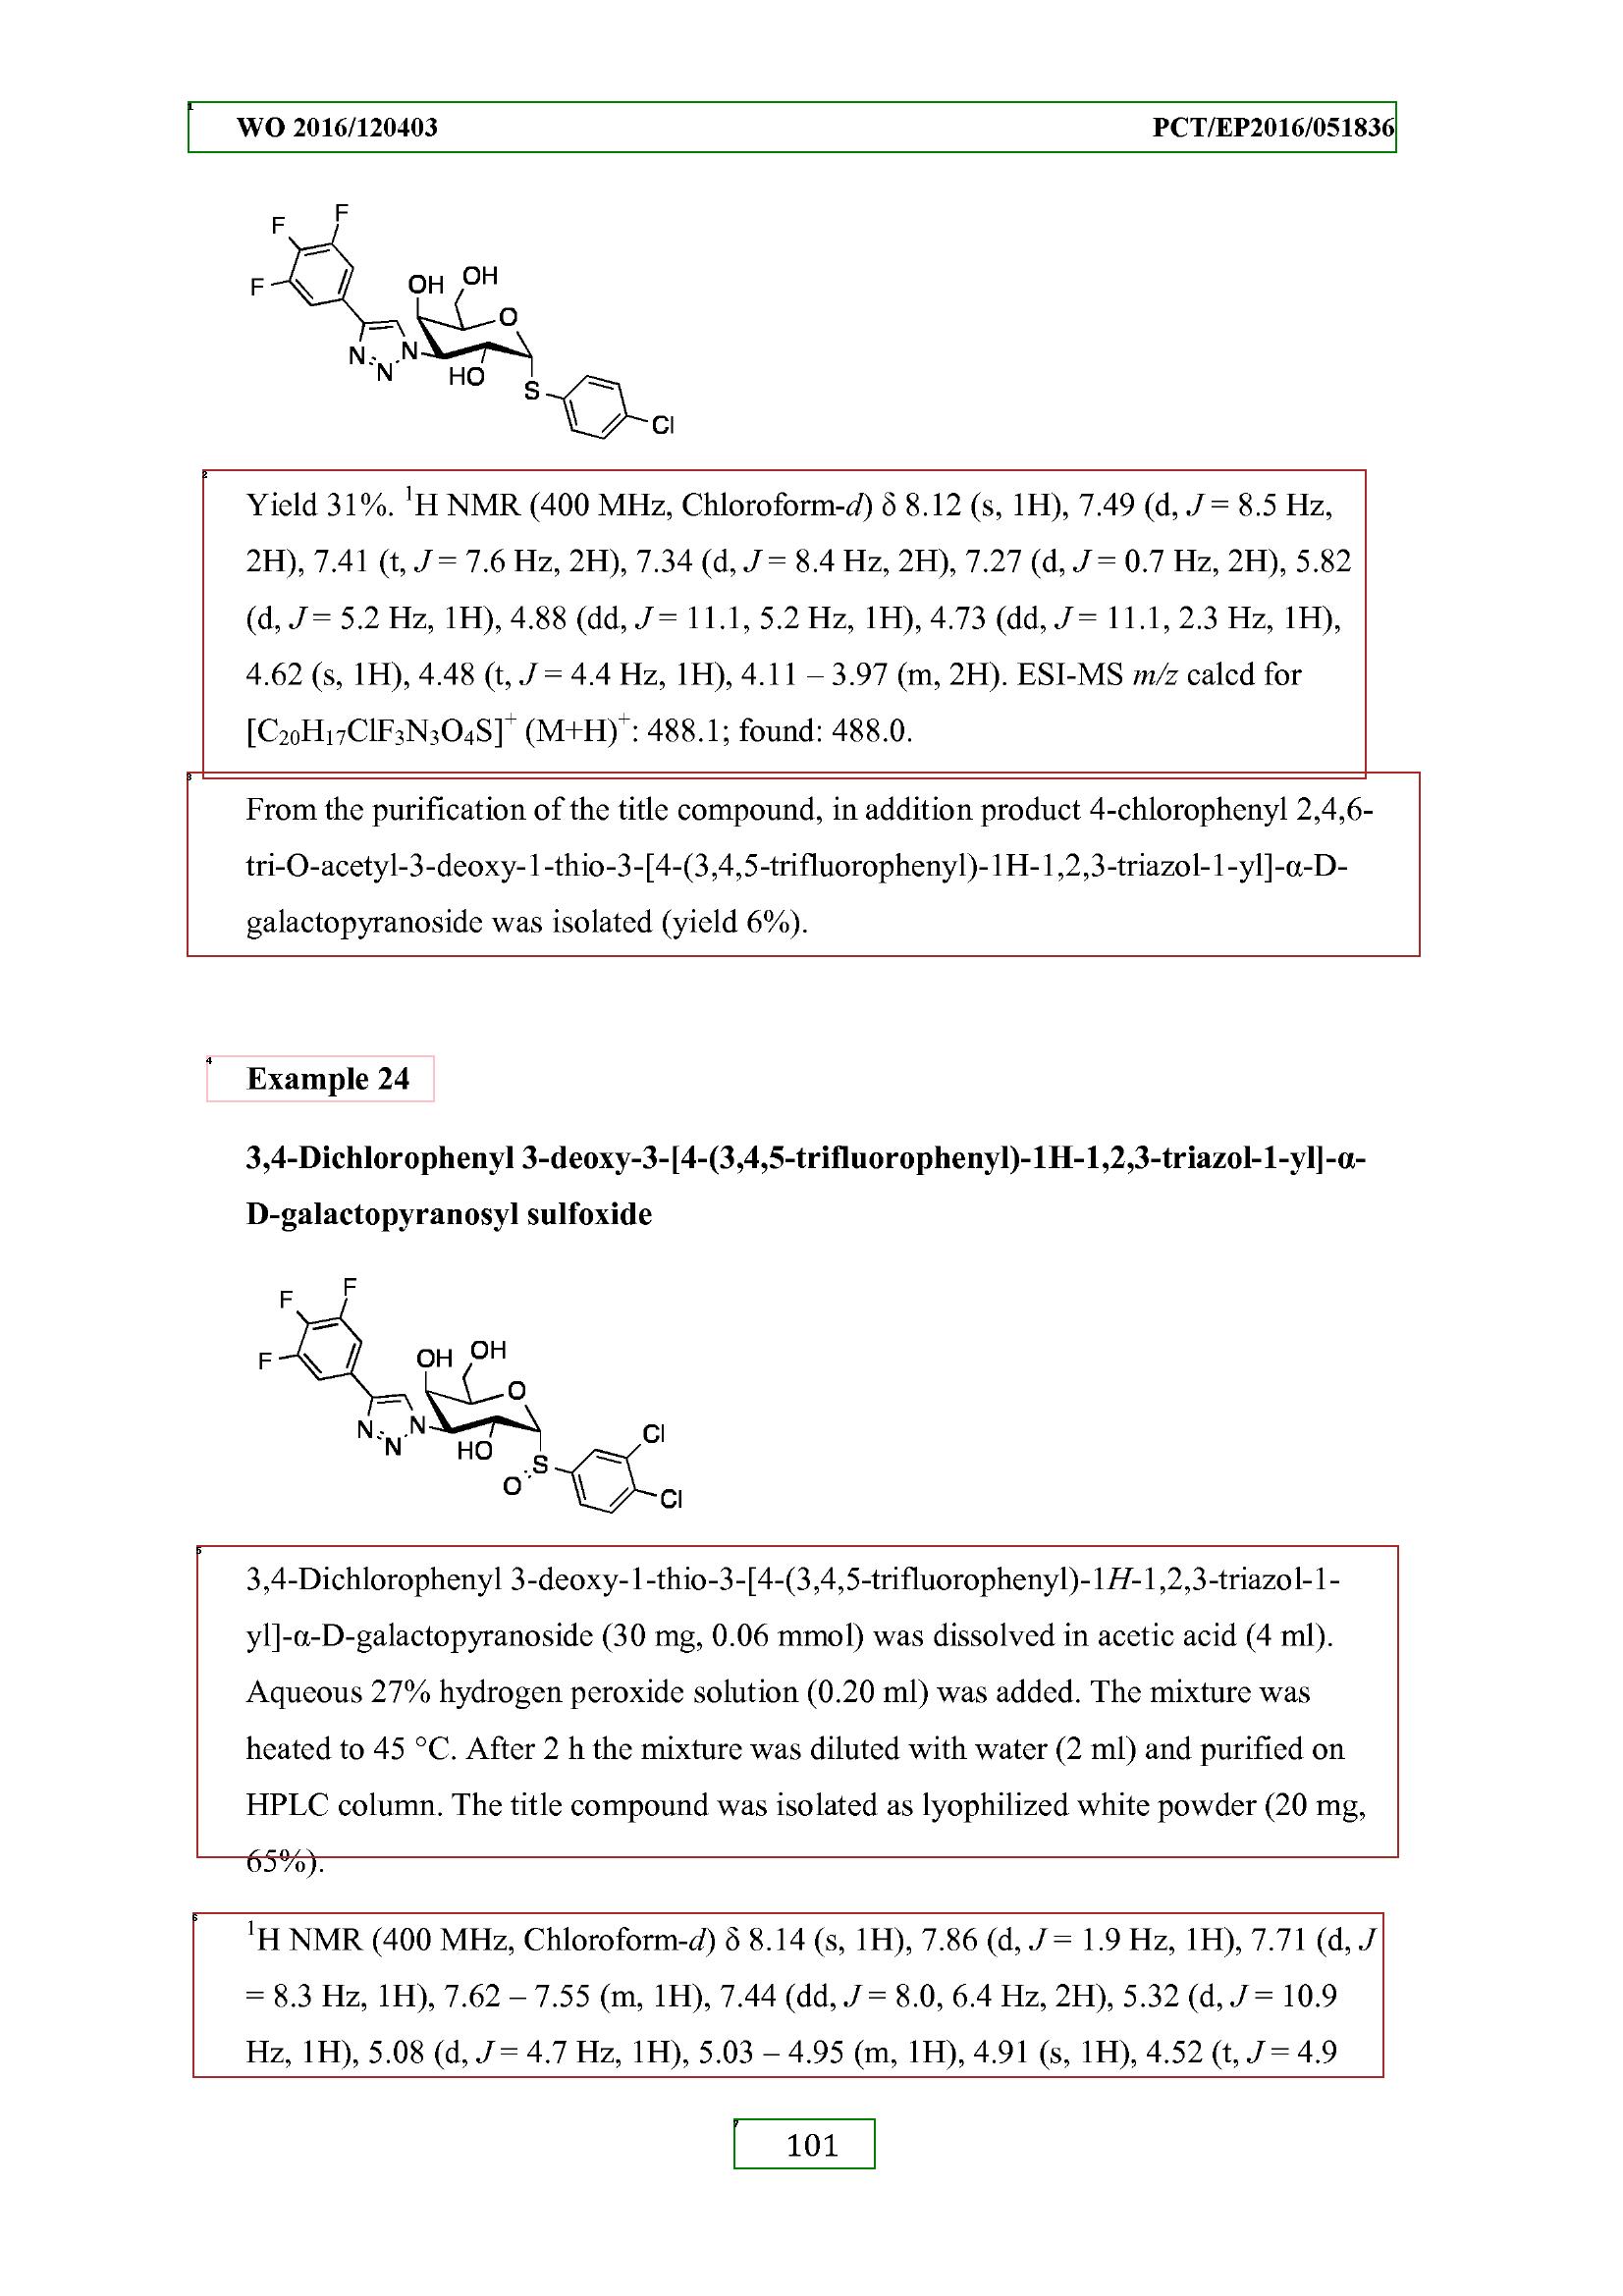 WO 2016/120403 PCT/EP2016/051836
F
F
F
OH
OH
O
N
N
N
HO
S
Cl
Yield 31%. ¹H NMR (400 MHz, Chloroform-d) δ 8.12 (s, 1H), 7.49 (d, J = 8.5 Hz,
2H), 7.41 (t, J = 7.6 Hz, 2H), 7.34 (d, J = 8.4 Hz, 2H), 7.27 (d, J = 0.7 Hz, 2H), 5.82
(d, J = 5.2 Hz, 1H), 4.88 (dd, J = 11.1, 5.2 Hz, 1H), 4.73 (dd, J = 11.1, 2.3 Hz, 1H),
4.62 (s, 1H), 4.48 (t, J = 4.4 Hz, 1H), 4.11 – 3.97 (m, 2H). ESI-MS m/z calcd for
[C₂₀H₁₇ClF₃N₃O₄S]⁺ (M+H)⁺: 488.1; found: 488.0.
From the purification of the title compound, in addition product 4-chlorophenyl 2,4,6-
tri-O-acetyl-3-deoxy-1-thio-3-[4-(3,4,5-trifluorophenyl)-1H-1,2,3-triazol-1-yl]-α-D-
galactopyranoside was isolated (yield 6%).
Example 24
3,4-Dichlorophenyl 3-deoxy-3-[4-(3,4,5-trifluorophenyl)-1H-1,2,3-triazol-1-yl]-α-
D-galactopyranosyl sulfoxide
F
F
F
OH
OH
O
N
N
N
HO
Cl
S
O
Cl
3,4-Dichlorophenyl 3-deoxy-1-thio-3-[4-(3,4,5-trifluorophenyl)-1H-1,2,3-triazol-1-
yl]-α-D-galactopyranoside (30 mg, 0.06 mmol) was dissolved in acetic acid (4 ml).
Aqueous 27% hydrogen peroxide solution (0.20 ml) was added. The mixture was
heated to 45 °C. After 2 h the mixture was diluted with water (2 ml) and purified on
HPLC column. The title compound was isolated as lyophilized white powder (20 mg,
65%).
¹H NMR (400 MHz, Chloroform-d) δ 8.14 (s, 1H), 7.86 (d, J = 1.9 Hz, 1H), 7.71 (d, J
= 8.3 Hz, 1H), 7.62 – 7.55 (m, 1H), 7.44 (dd, J = 8.0, 6.4 Hz, 2H), 5.32 (d, J = 10.9
Hz, 1H), 5.08 (d, J = 4.7 Hz, 1H), 5.03 – 4.95 (m, 1H), 4.91 (s, 1H), 4.52 (t, J = 4.9
101